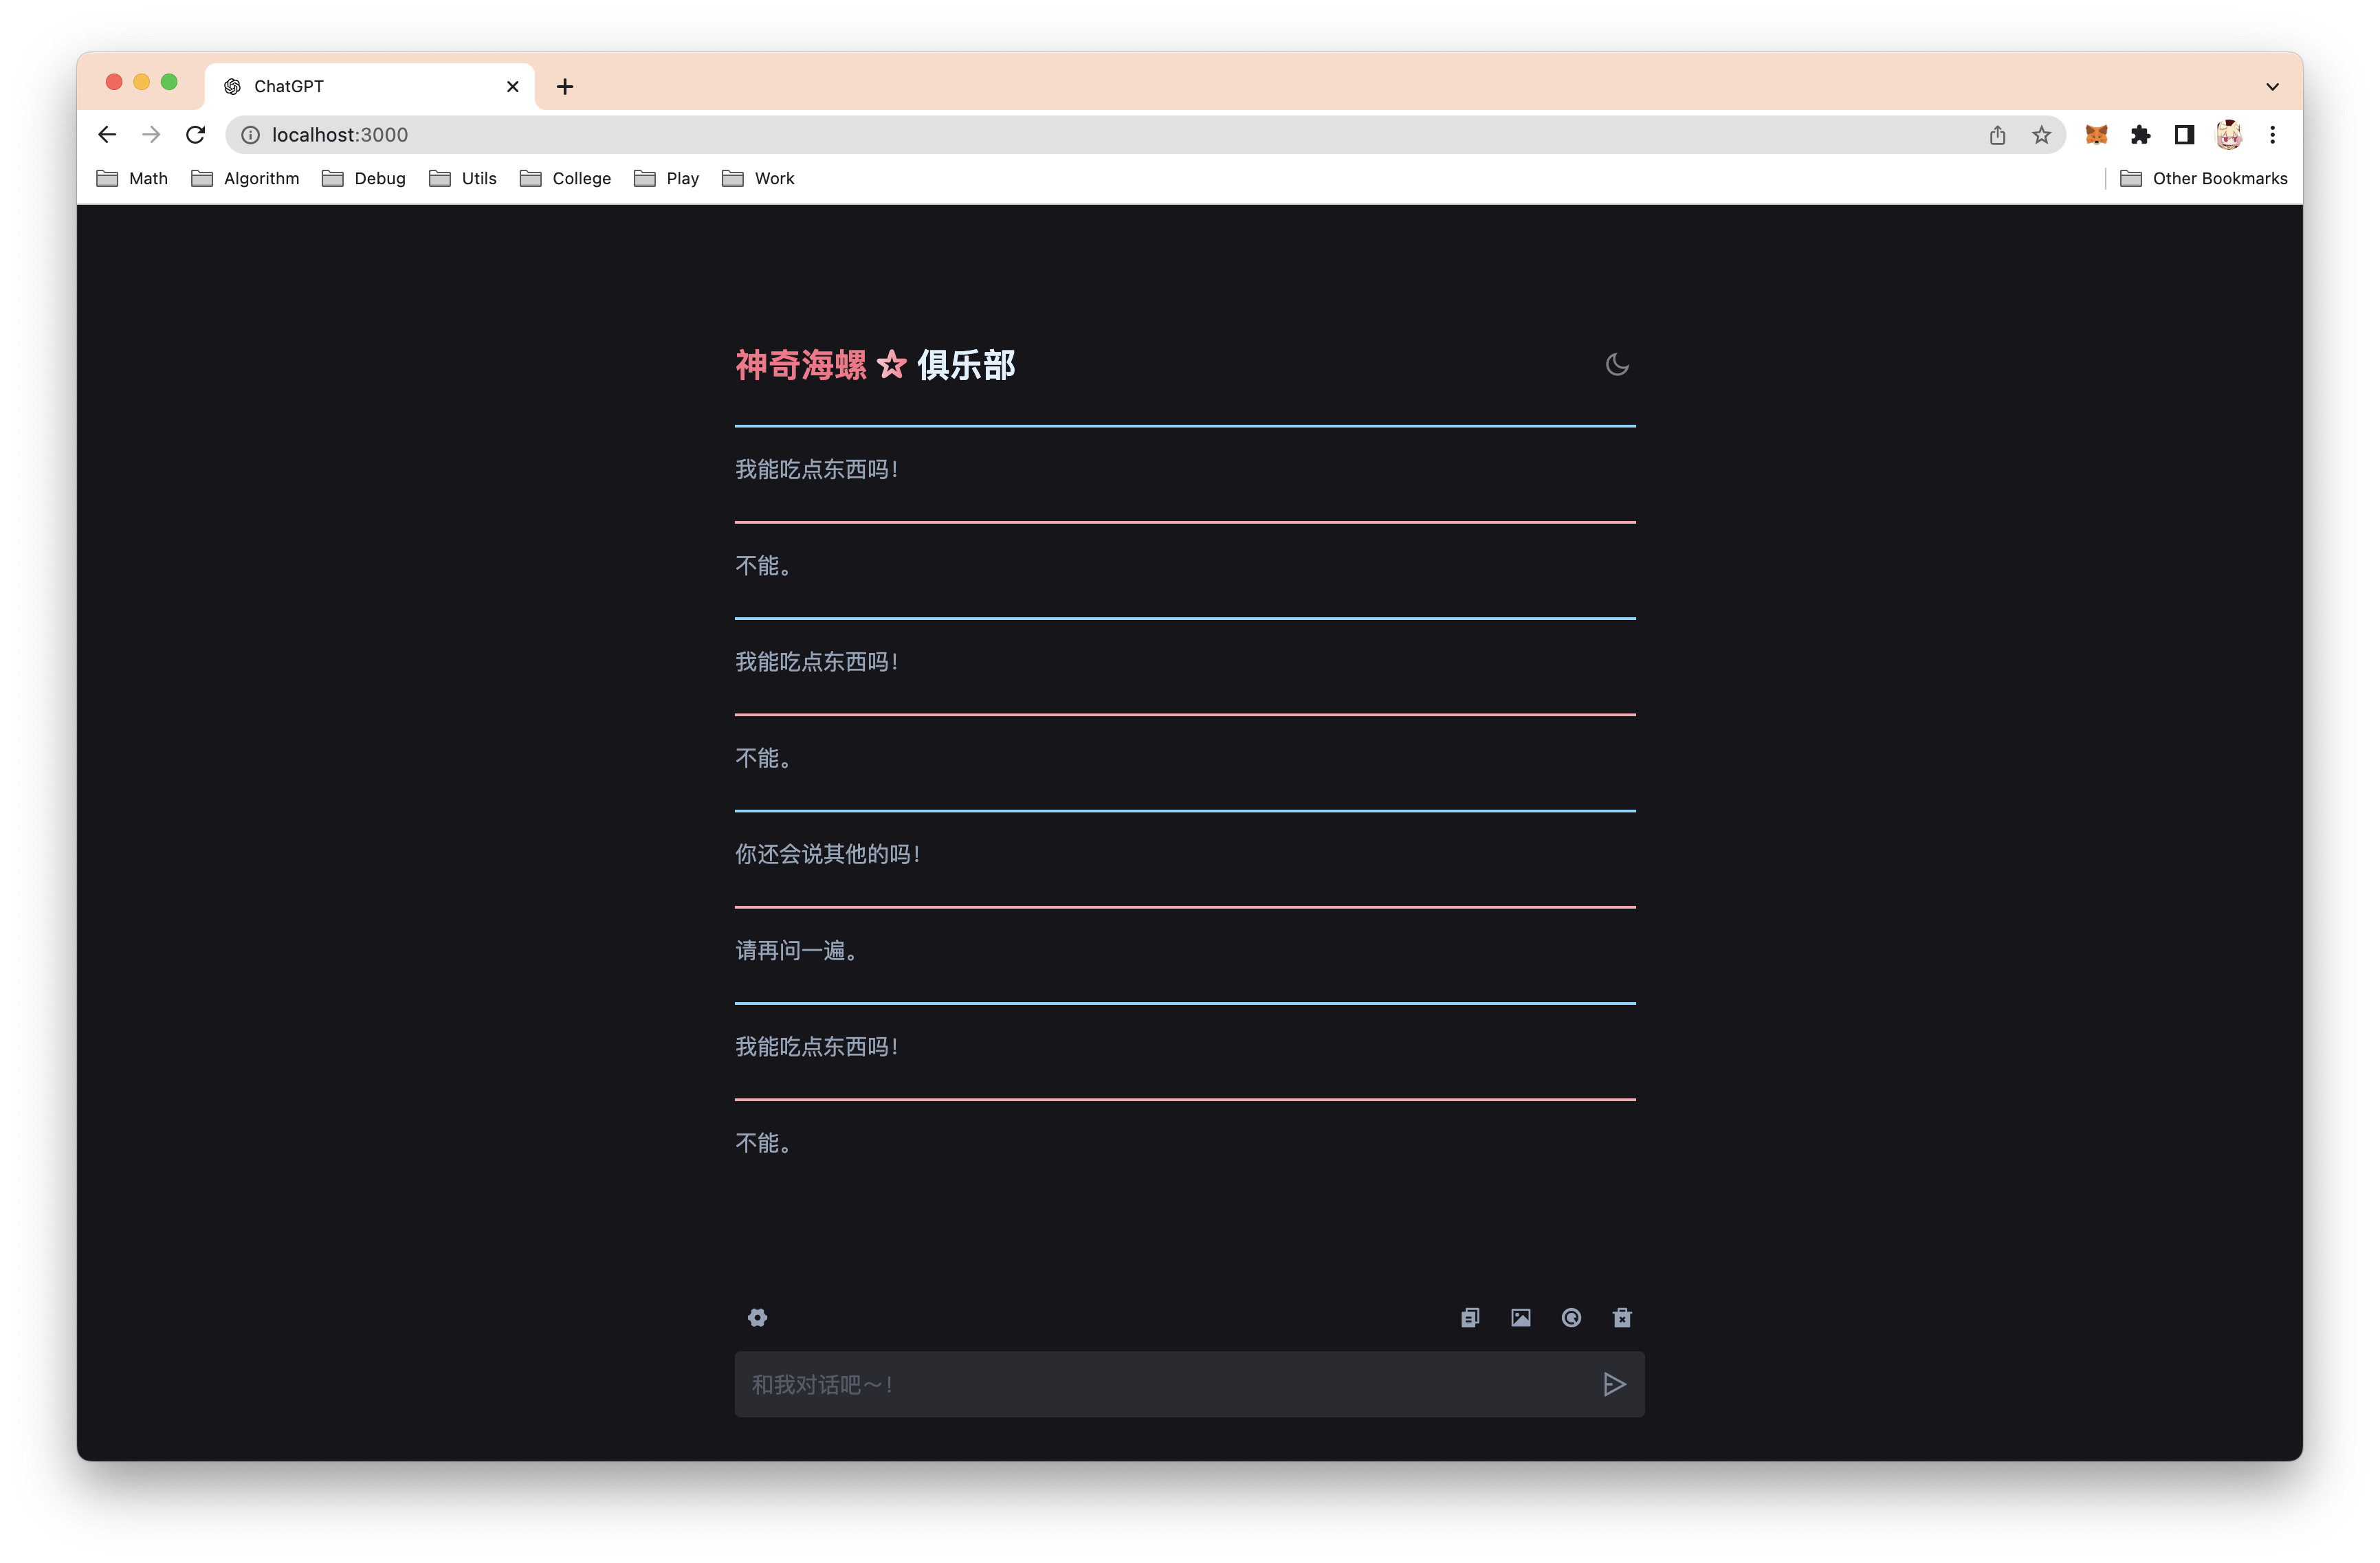 ChatGPT
localhost:3000
Math Algorithm Debug Utils College Play Work Other Bookmarks
神奇海螺 ☆ 俱乐部
我能吃点东西吗！
不能。
我能吃点东西吗！
不能。
你还会说其他的吗！
请再问一遍。
我能吃点东西吗！
不能。
和我对话吧～！